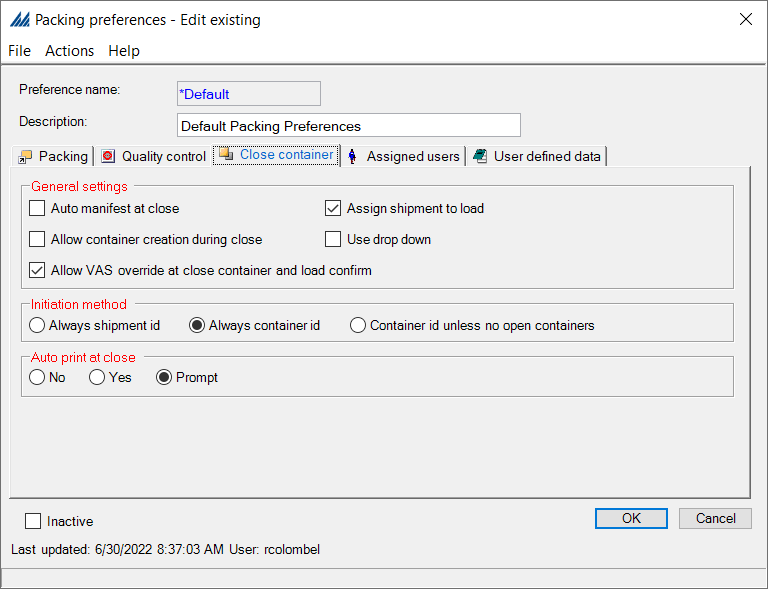 Packing preferences - Edit existing
File Actions Help
Preference name: *Default
Description: Default Packing Preferences
Packing Quality control Close container Assigned users User defined data
General settings
Auto manifest at close Assign shipment to load
Allow container creation during close Use drop down
Allow VAS override at close container and load confirm
Initiation method
Always shipment id Always container id Container id unless no open containers
Auto print at close
No Yes Prompt
Inactive OK Cancel
Last updated: 6/30/2022 8:37:03 AM User: rcolombel